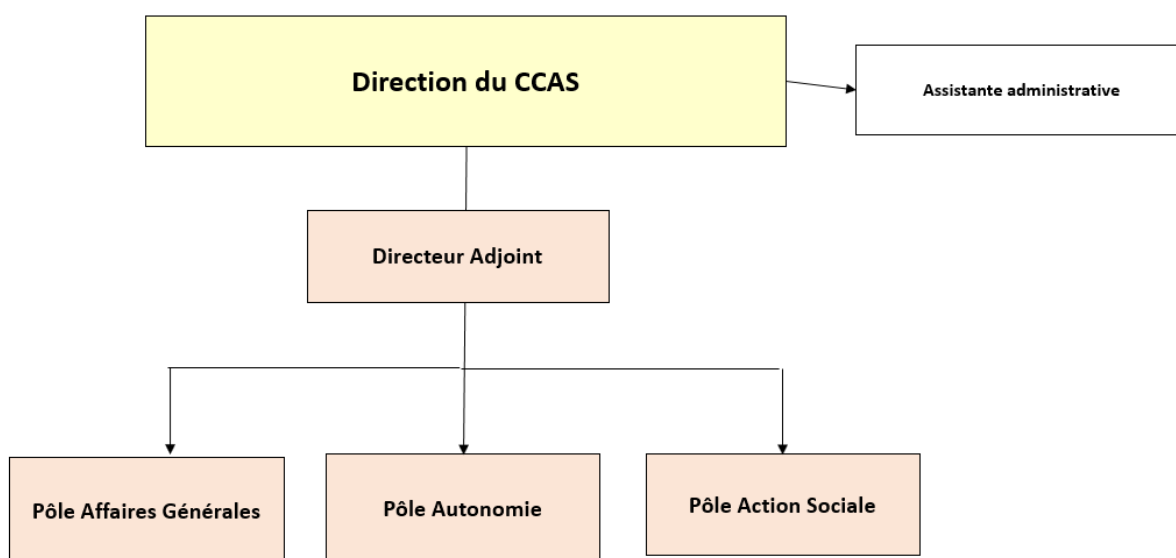 Direction du CCAS
Assistante administrative
Directeur Adjoint
Pôle Affaires Générales
Pôle Autonomie
Pôle Action Sociale